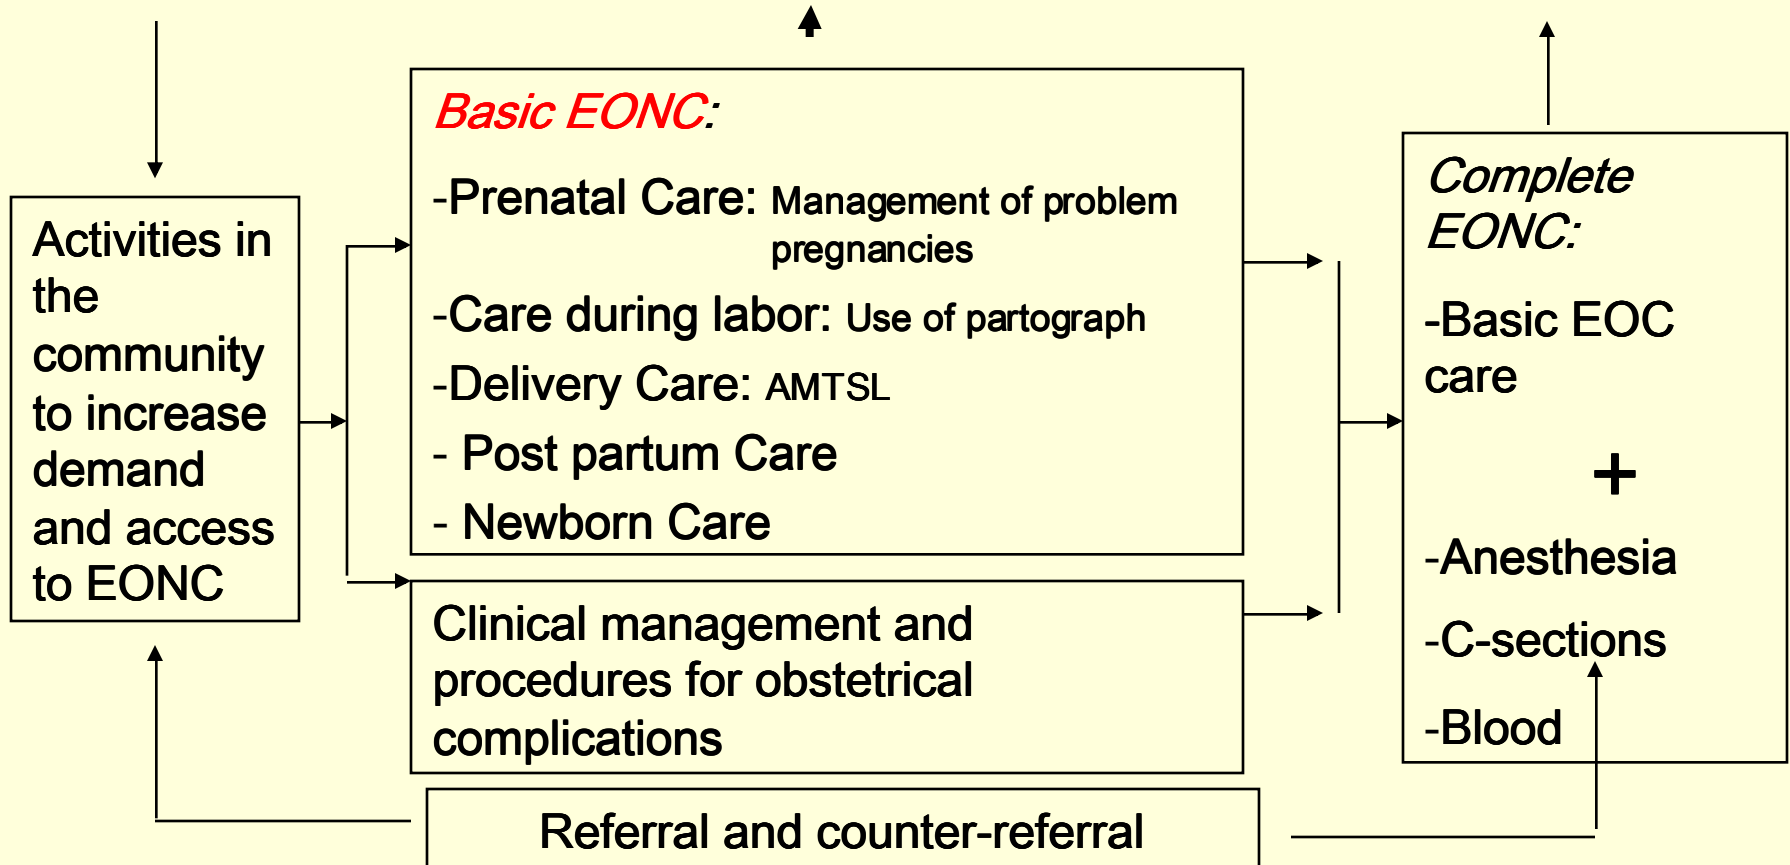 Activities in
the
community
to increase
demand
and access
to EONC
Basic EONC:
-Prenatal Care: Management of problem
pregnancies
-Care during labor: Use of partograph
-Delivery Care: AMTSL
- Post partum Care
- Newborn Care
Clinical management and
procedures for obstetrical
complications
Complete
EONC:
-Basic EOC
care
+
-Anesthesia
-C-sections
-Blood
Referral and counter-referral